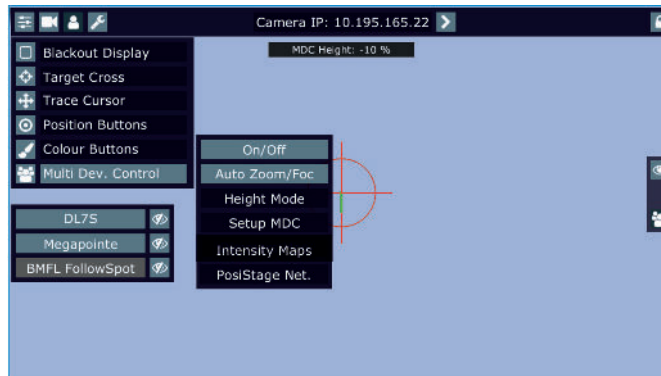 Camera IP: 10.195.165.22
MDC Height: -10 %
Blackout Display
Target Cross
Trace Cursor
Position Buttons
Colour Buttons
Multi Dev. Control
On/Off
Auto Zoom/Foc
Height Mode
Setup MDC
Intensity Maps
PosiStage Net.
DL7S
Megapointe
BMFL FollowSpot